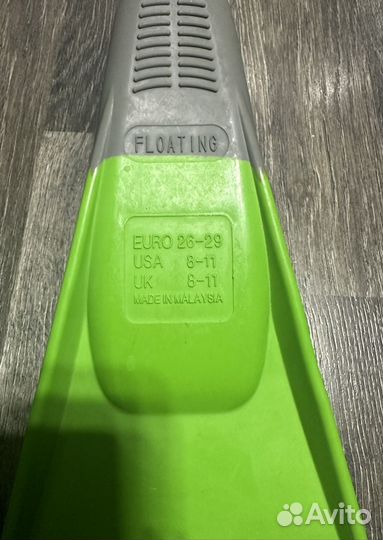 FLOATING
EURO 26-29
USA 8-11
UK 8-11
MADE IN MALAYSIA
Avito